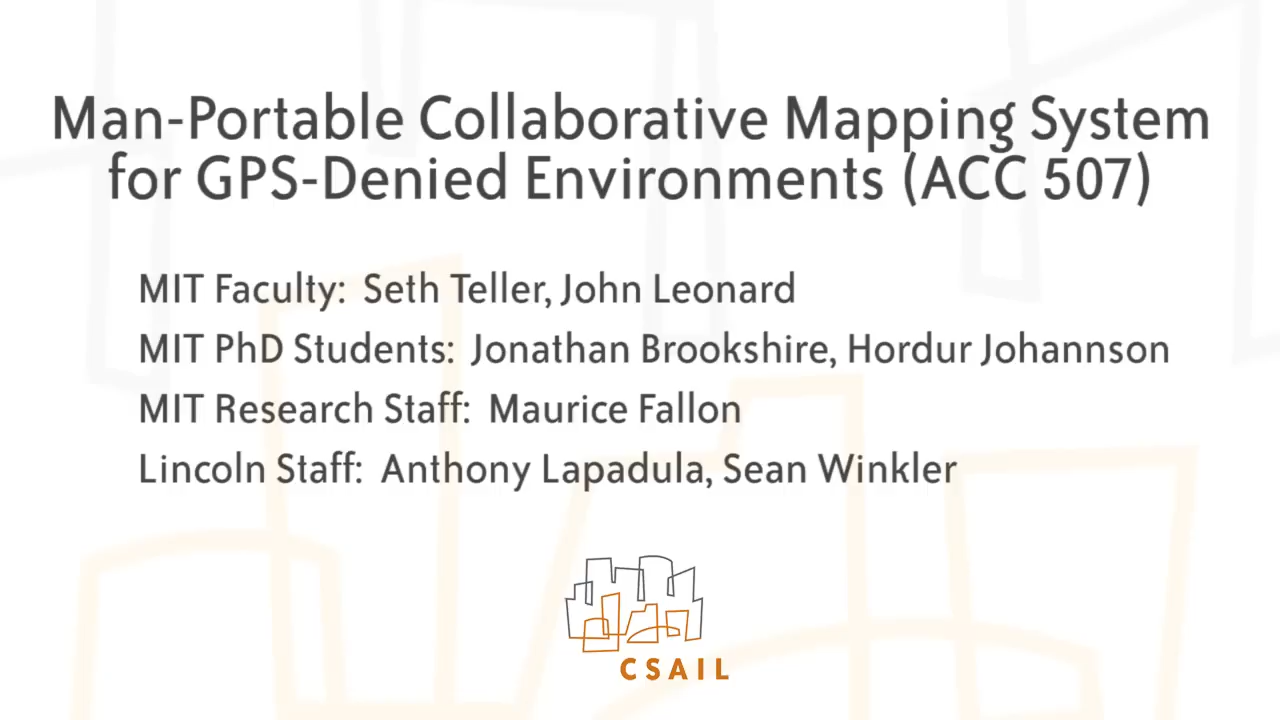 Man-Portable Collaborative Mapping System
for GPS-Denied Environments (ACC 507)
MIT Faculty: Seth Teller, John Leonard
MIT PhD Students: Jonathan Brookshire, Hordur Johannson
MIT Research Staff: Maurice Fallon
Lincoln Staff: Anthony Lapadula, Sean Winkler
CSAIL